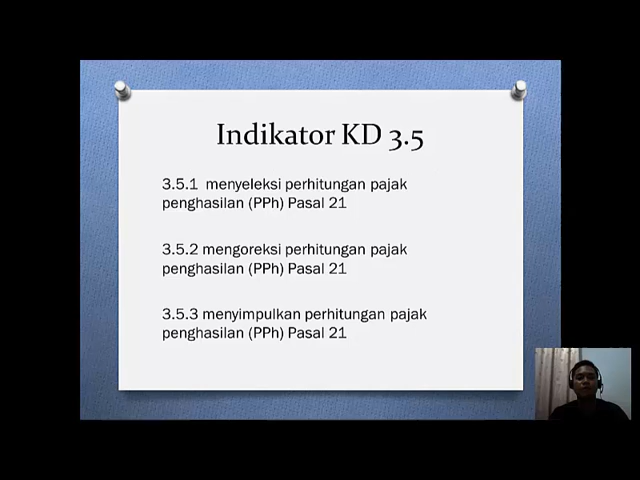 Indikator KD 3.5
3.5.1 menyeleksi perhitungan pajak
penghasilan (PPh) Pasal 21
3.5.2 mengoreksi perhitungan pajak
penghasilan (PPh) Pasal 21
3.5.3 menyimpulkan perhitungan pajak
penghasilan (PPh) Pasal 21